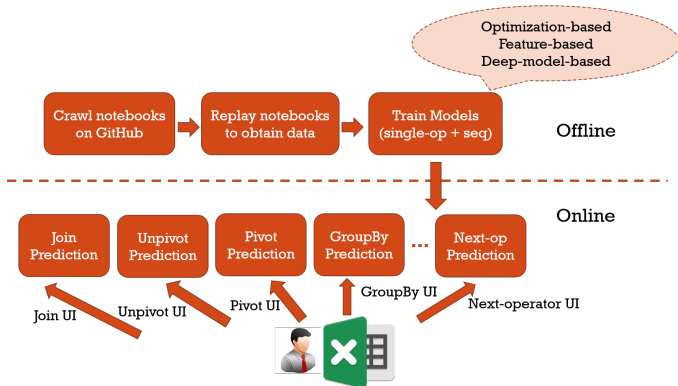 Optimization-based
Feature-based
Deep-model-based
Crawl notebooks
on GitHub
Replay notebooks
to obtain data
Train Models
(single-op + seq)
Offline
Online
Join
Prediction
Unpivot
Prediction
Pivot
Prediction
GroupBy
Prediction
...
Next-op
Prediction
Join UI
Unpivot UI
Pivot UI
GroupBy UI
Next-operator UI
X